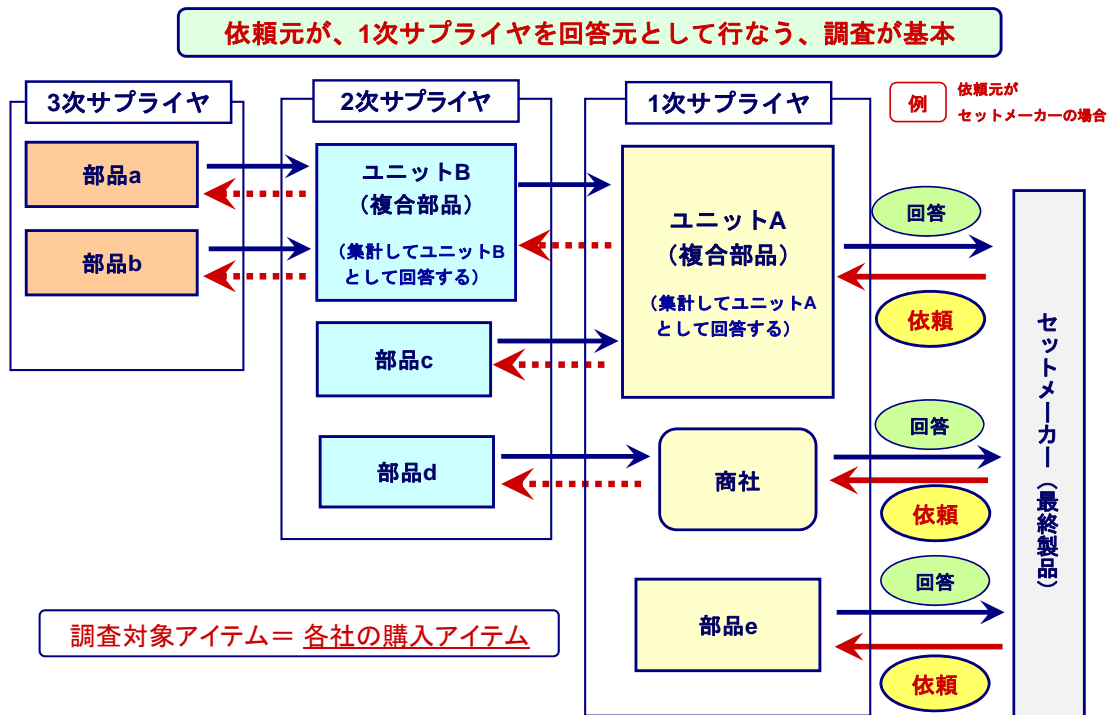 依頼元が、1次サプライヤを回答元として行なう、調査が基本
3次サプライヤ
2次サプライヤ
1次サプライヤ
例
依頼元が
セットメーカーの場合
部品a
部品b
ユニットB
（複合部品）
（集計してユニットB
として回答する）
部品c
部品d
ユニットA
（複合部品）
（集計してユニットA
として回答する）
商社
部品e
回答
依頼
回答
依頼
回答
依頼
セットメーカー（最終製品）
調査対象アイテム＝ 各社の購入アイテム